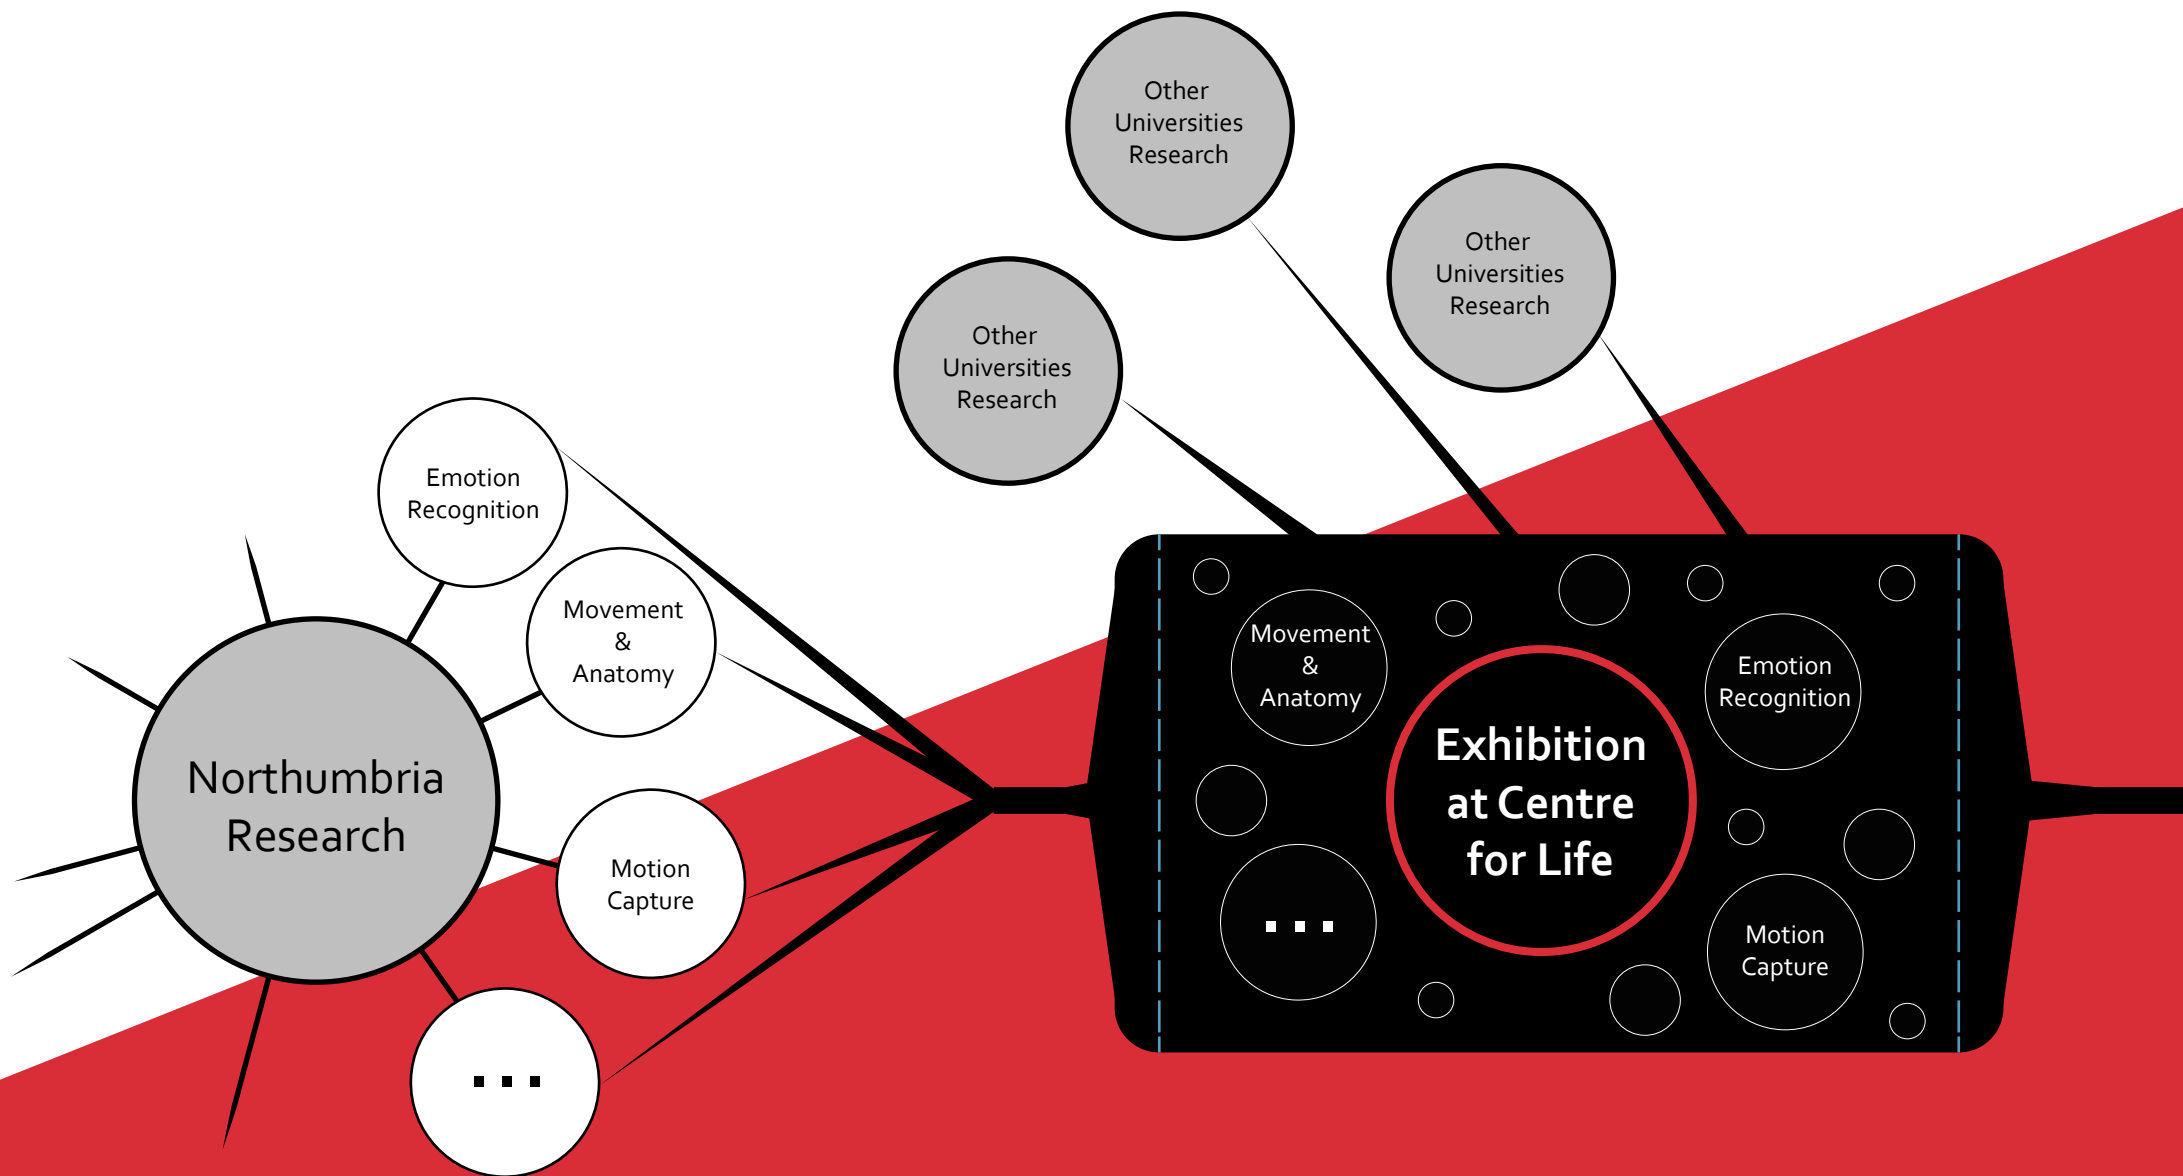 Other
Universities
Research
Other
Universities
Research
Other
Universities
Research
Emotion
Recognition
Movement
&
Anatomy
Northumbria
Research
Motion
Capture
...
Movement
&
Anatomy
Emotion
Recognition
Exhibition
at Centre
for Life
...
Motion
Capture